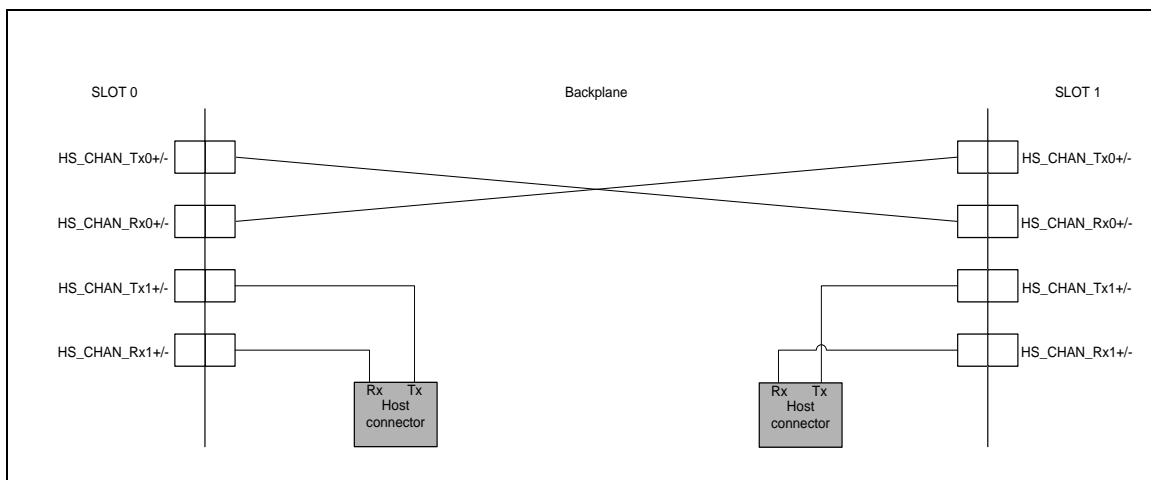 SLOT 0
Backplane
SLOT 1
HS_CHAN_Tx0+/-
HS_CHAN_Tx0+/-
HS_CHAN_Rx0+/-
HS_CHAN_Rx0+/-
HS_CHAN_Tx1+/-
HS_CHAN_Tx1+/-
HS_CHAN_Rx1+/-
HS_CHAN_Rx1+/-
Rx Tx
Host
connector
Rx Tx
Host
connector